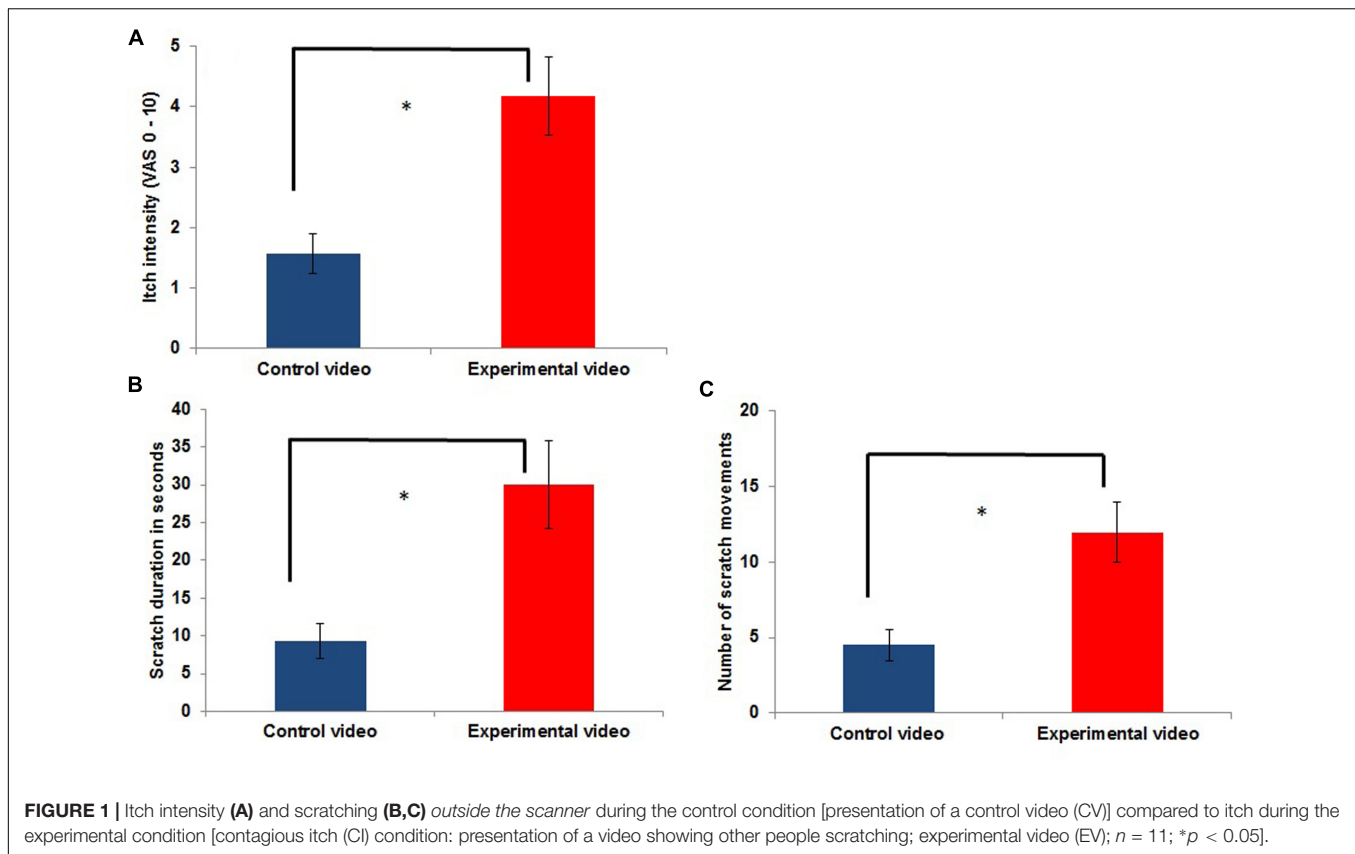 A
Itch intensity (VAS 0 - 10)
5
4
3
2
1
0
*
Control video
Experimental video
B
Scratch duration in seconds
40
35
30
25
20
15
10
5
0
*
Control video
Experimental video
C
Number of scratch movements
20
15
10
5
0
*
Control video
Experimental video
FIGURE 1 | Itch intensity (A) and scratching (B,C) outside the scanner during the control condition [presentation of a control video (CV)] compared to itch during the
experimental condition [contagious itch (CI) condition: presentation of a video showing other people scratching; experimental video (EV); n = 11; *p < 0.05].